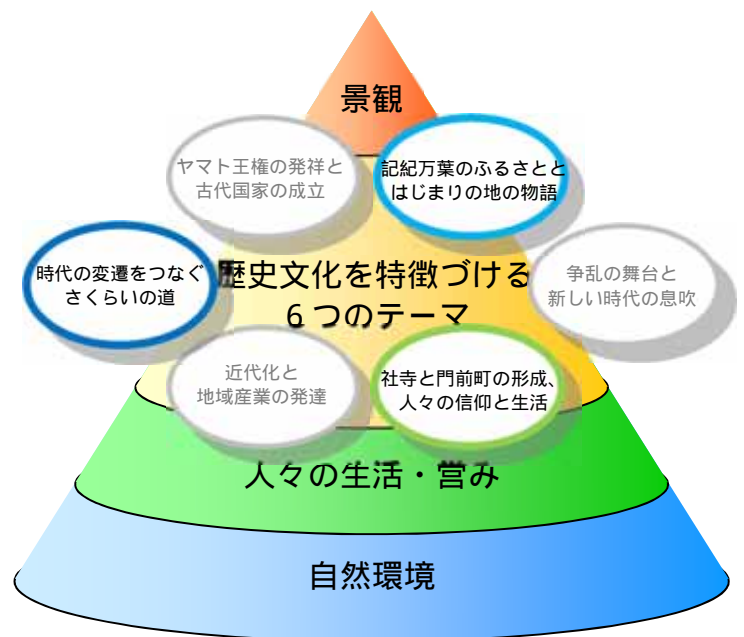 景観
ヤマト王権の発祥と
古代国家の成立
記紀万葉のふるさとと
はじまりの地の物語
時代の変遷をつなぐ
さくらいの道
歴史文化を特徴づける
６つのテーマ
争乱の舞台と
新しい時代の息吹
近代化と
地域産業の発達
社寺と門前町の形成、
人々の信仰と生活
人々の生活・営み
自然環境